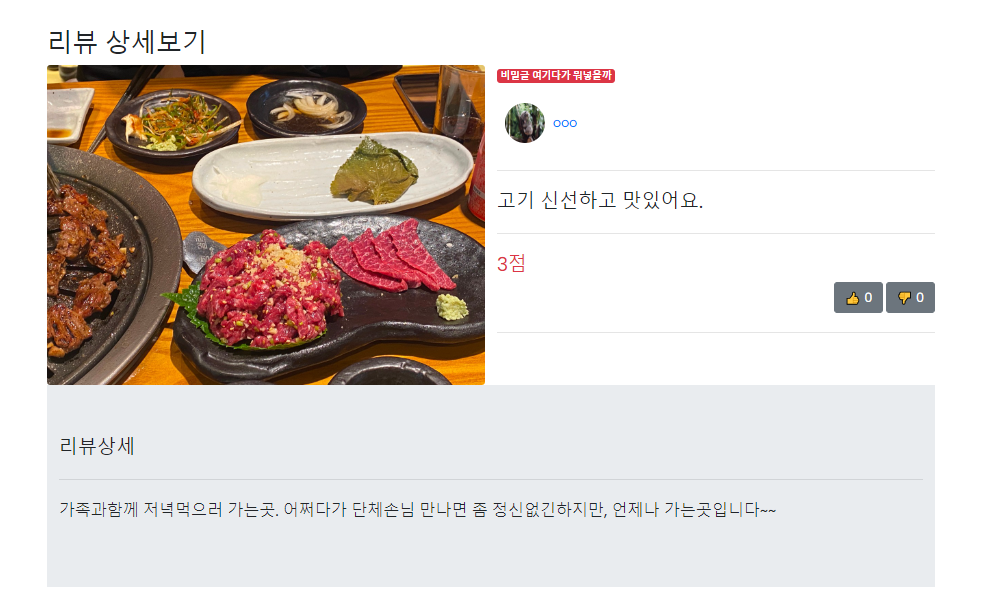 리뷰 상세보기
비밀글 여기다가 뭐넣을까
ooo
고기 신선하고 맛있어요.
3점
👍 0 👎 0
리뷰상세
가족과함께 저녁먹으러 가는곳. 어쩌다가 단체손님 만나면 좀 정신없긴하지만, 언제나 가는곳입니다~~